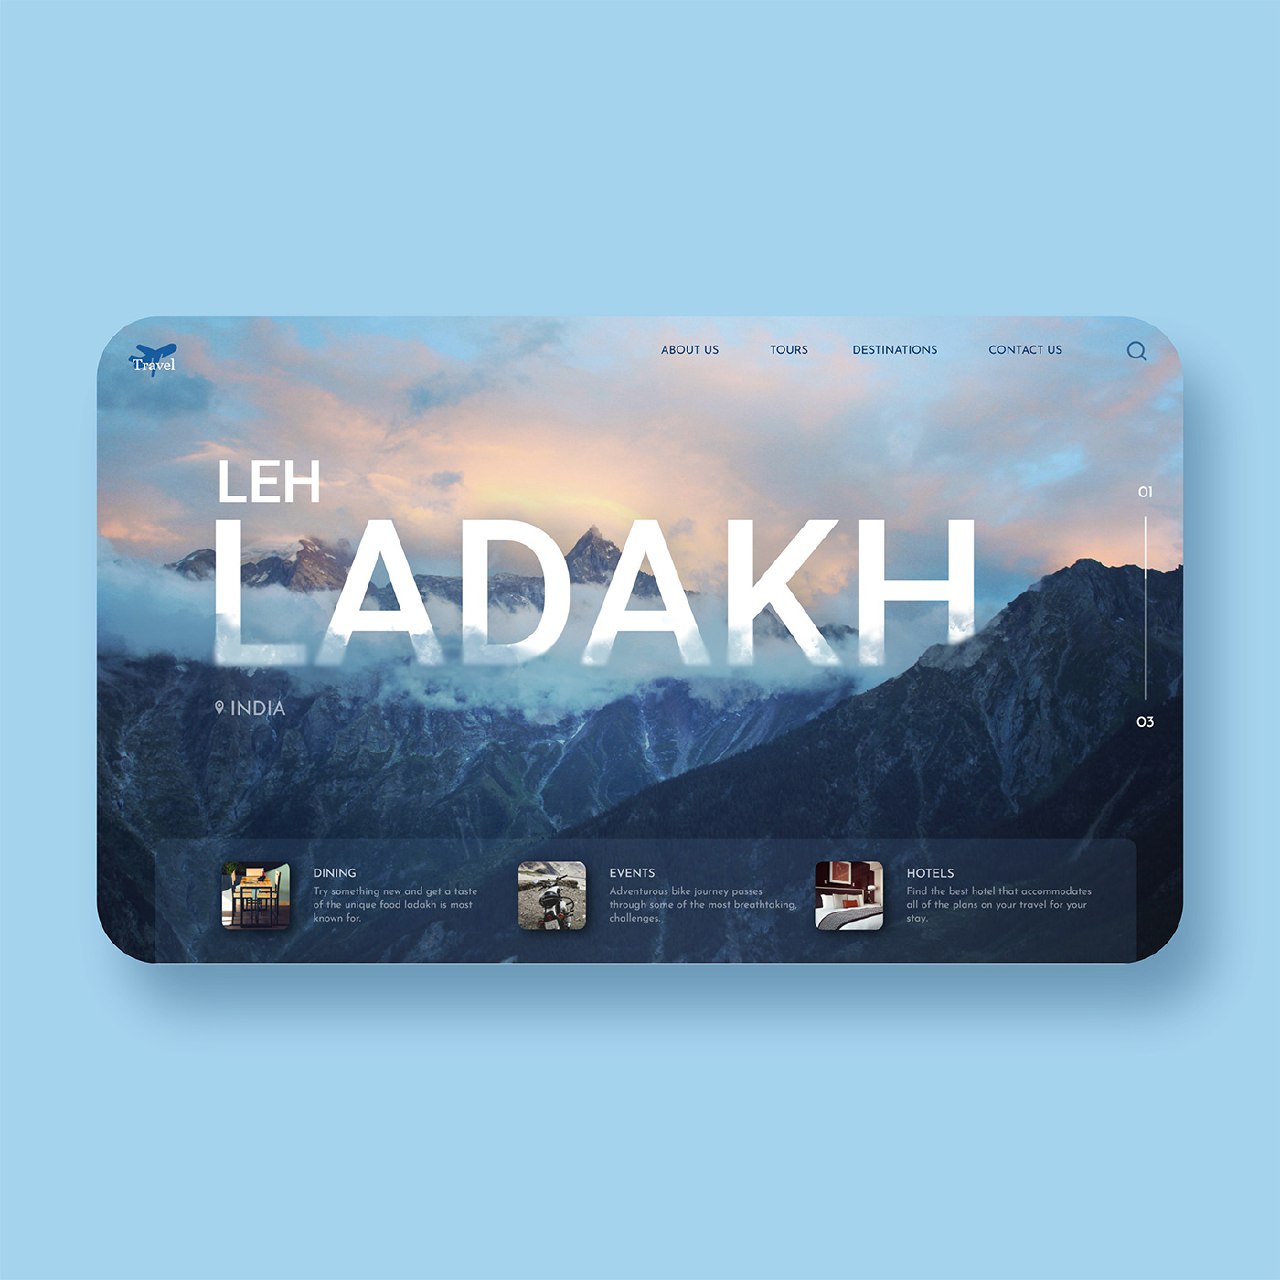 Travel
ABOUT US
TOURS
DESTINATIONS
CONTACT US
LEH
LADAKH
INDIA
01
03
DINING
Try something new and get a taste
of the unique food ladakh is most
known for.
EVENTS
Adventurous bike journey passes
through some of the most breathtaking,
challenges.
HOTELS
Find the best hotel that accommodates
all of the plans on your travel for your
stay.